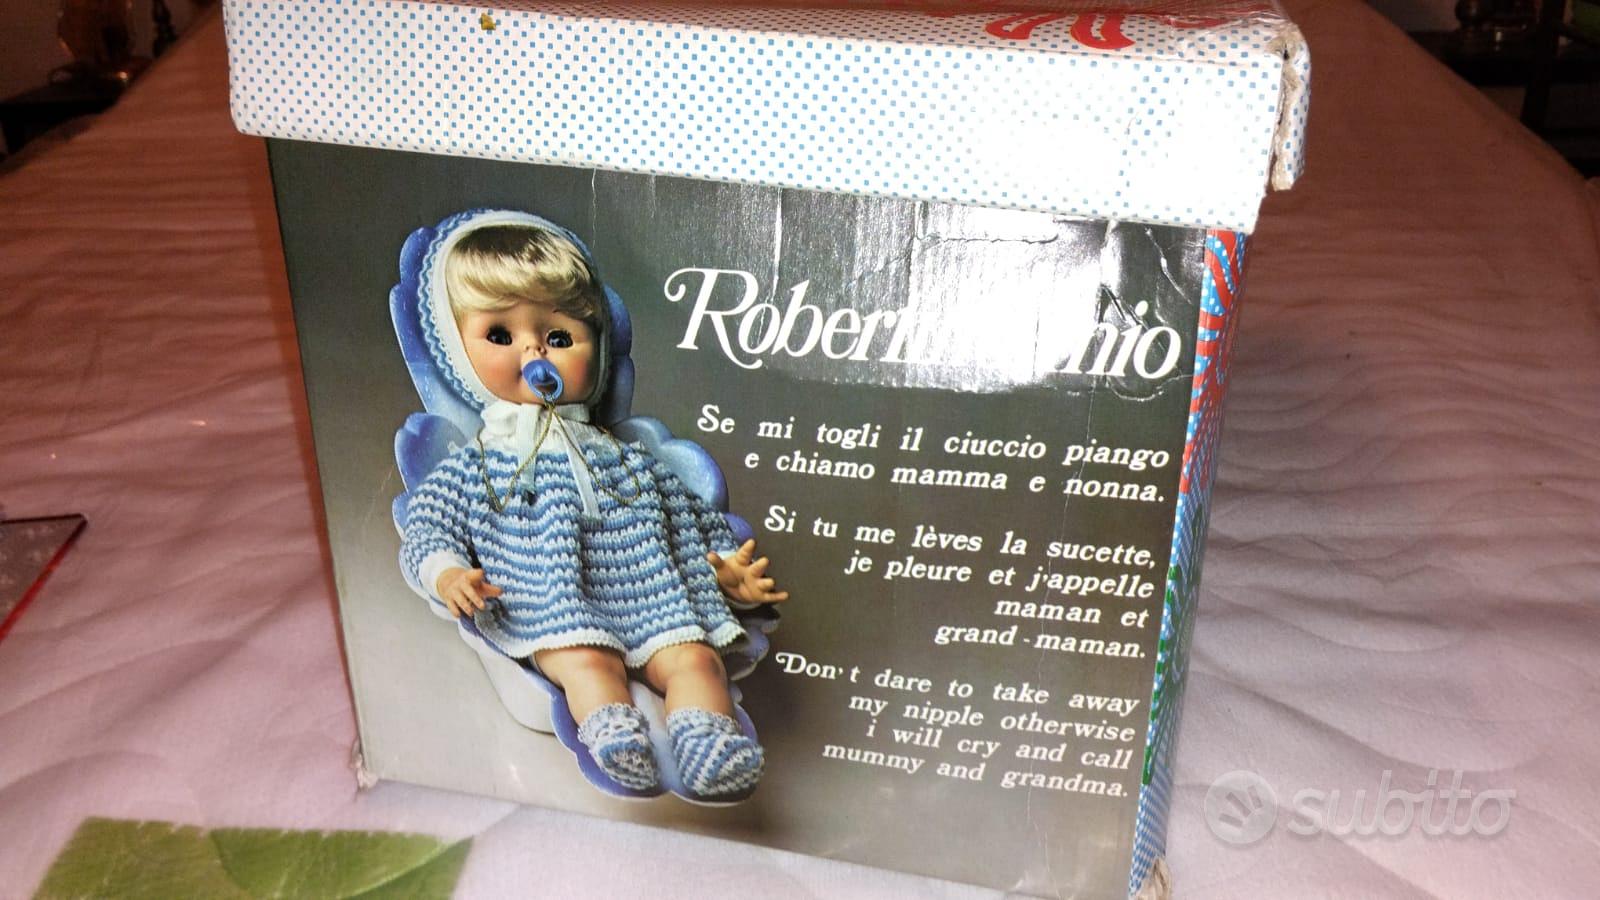 Se mi togli il ciuccio piango
e chiamo mamma e nonna.
Si tu me lèves la sucette,
je pleure et j'appelle
maman et
grand-maman.
Don't dare to take away
my nipple otherwise
i will cry and call
mummy and grandma.
subito